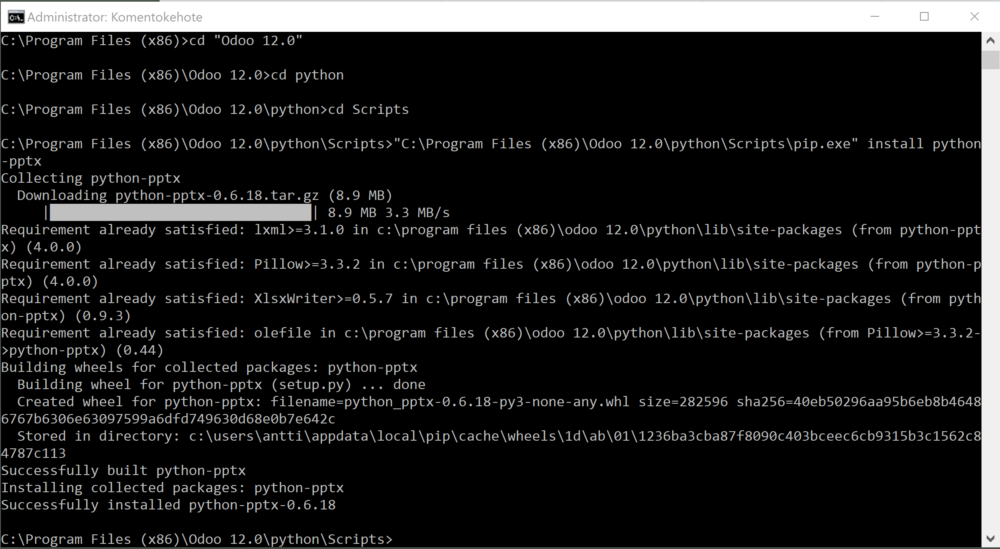 Administrator: Komentokehote
C:\Program Files (x86)>cd "Odoo 12.0"
C:\Program Files (x86)\Odoo 12.0>cd python
C:\Program Files (x86)\Odoo 12.0\python>cd Scripts
C:\Program Files (x86)\Odoo 12.0\python\Scripts>"C:\Program Files (x86)\Odoo 12.0\python\Scripts\pip.exe" install python
-pptx
Collecting python-pptx
  Downloading python-pptx-0.6.18.tar.gz (8.9 MB)
     |████████████████████████████████| 8.9 MB 3.3 MB/s
Requirement already satisfied: lxml>=3.1.0 in c:\program files (x86)\odoo 12.0\python\lib\site-packages (from python-ppt
x) (4.0.0)
Requirement already satisfied: Pillow>=3.3.2 in c:\program files (x86)\odoo 12.0\python\lib\site-packages (from python-p
ptx) (4.0.0)
Requirement already satisfied: XlsxWriter>=0.5.7 in c:\program files (x86)\odoo 12.0\python\lib\site-packages (from pyth
on-pptx) (0.9.3)
Requirement already satisfied: olefile in c:\program files (x86)\odoo 12.0\python\lib\site-packages (from Pillow>=3.3.2-
>python-pptx) (0.44)
Building wheels for collected packages: python-pptx
  Building wheel for python-pptx (setup.py) ... done
  Created wheel for python-pptx: filename=python_pptx-0.6.18-py3-none-any.whl size=282596 sha256=40eb50296aa95b6eb8b4648
6767b6306e63097599a6dfd749630d68e0b7e642c
  Stored in directory: c:\users\antti\appdata\local\pip\cache\wheels\1d\ab\01\1236ba3cba87f8090c403bceec6cb9315b3c1562c8
4787c113
Successfully built python-pptx
Installing collected packages: python-pptx
Successfully installed python-pptx-0.6.18
C:\Program Files (x86)\Odoo 12.0\python\Scripts>